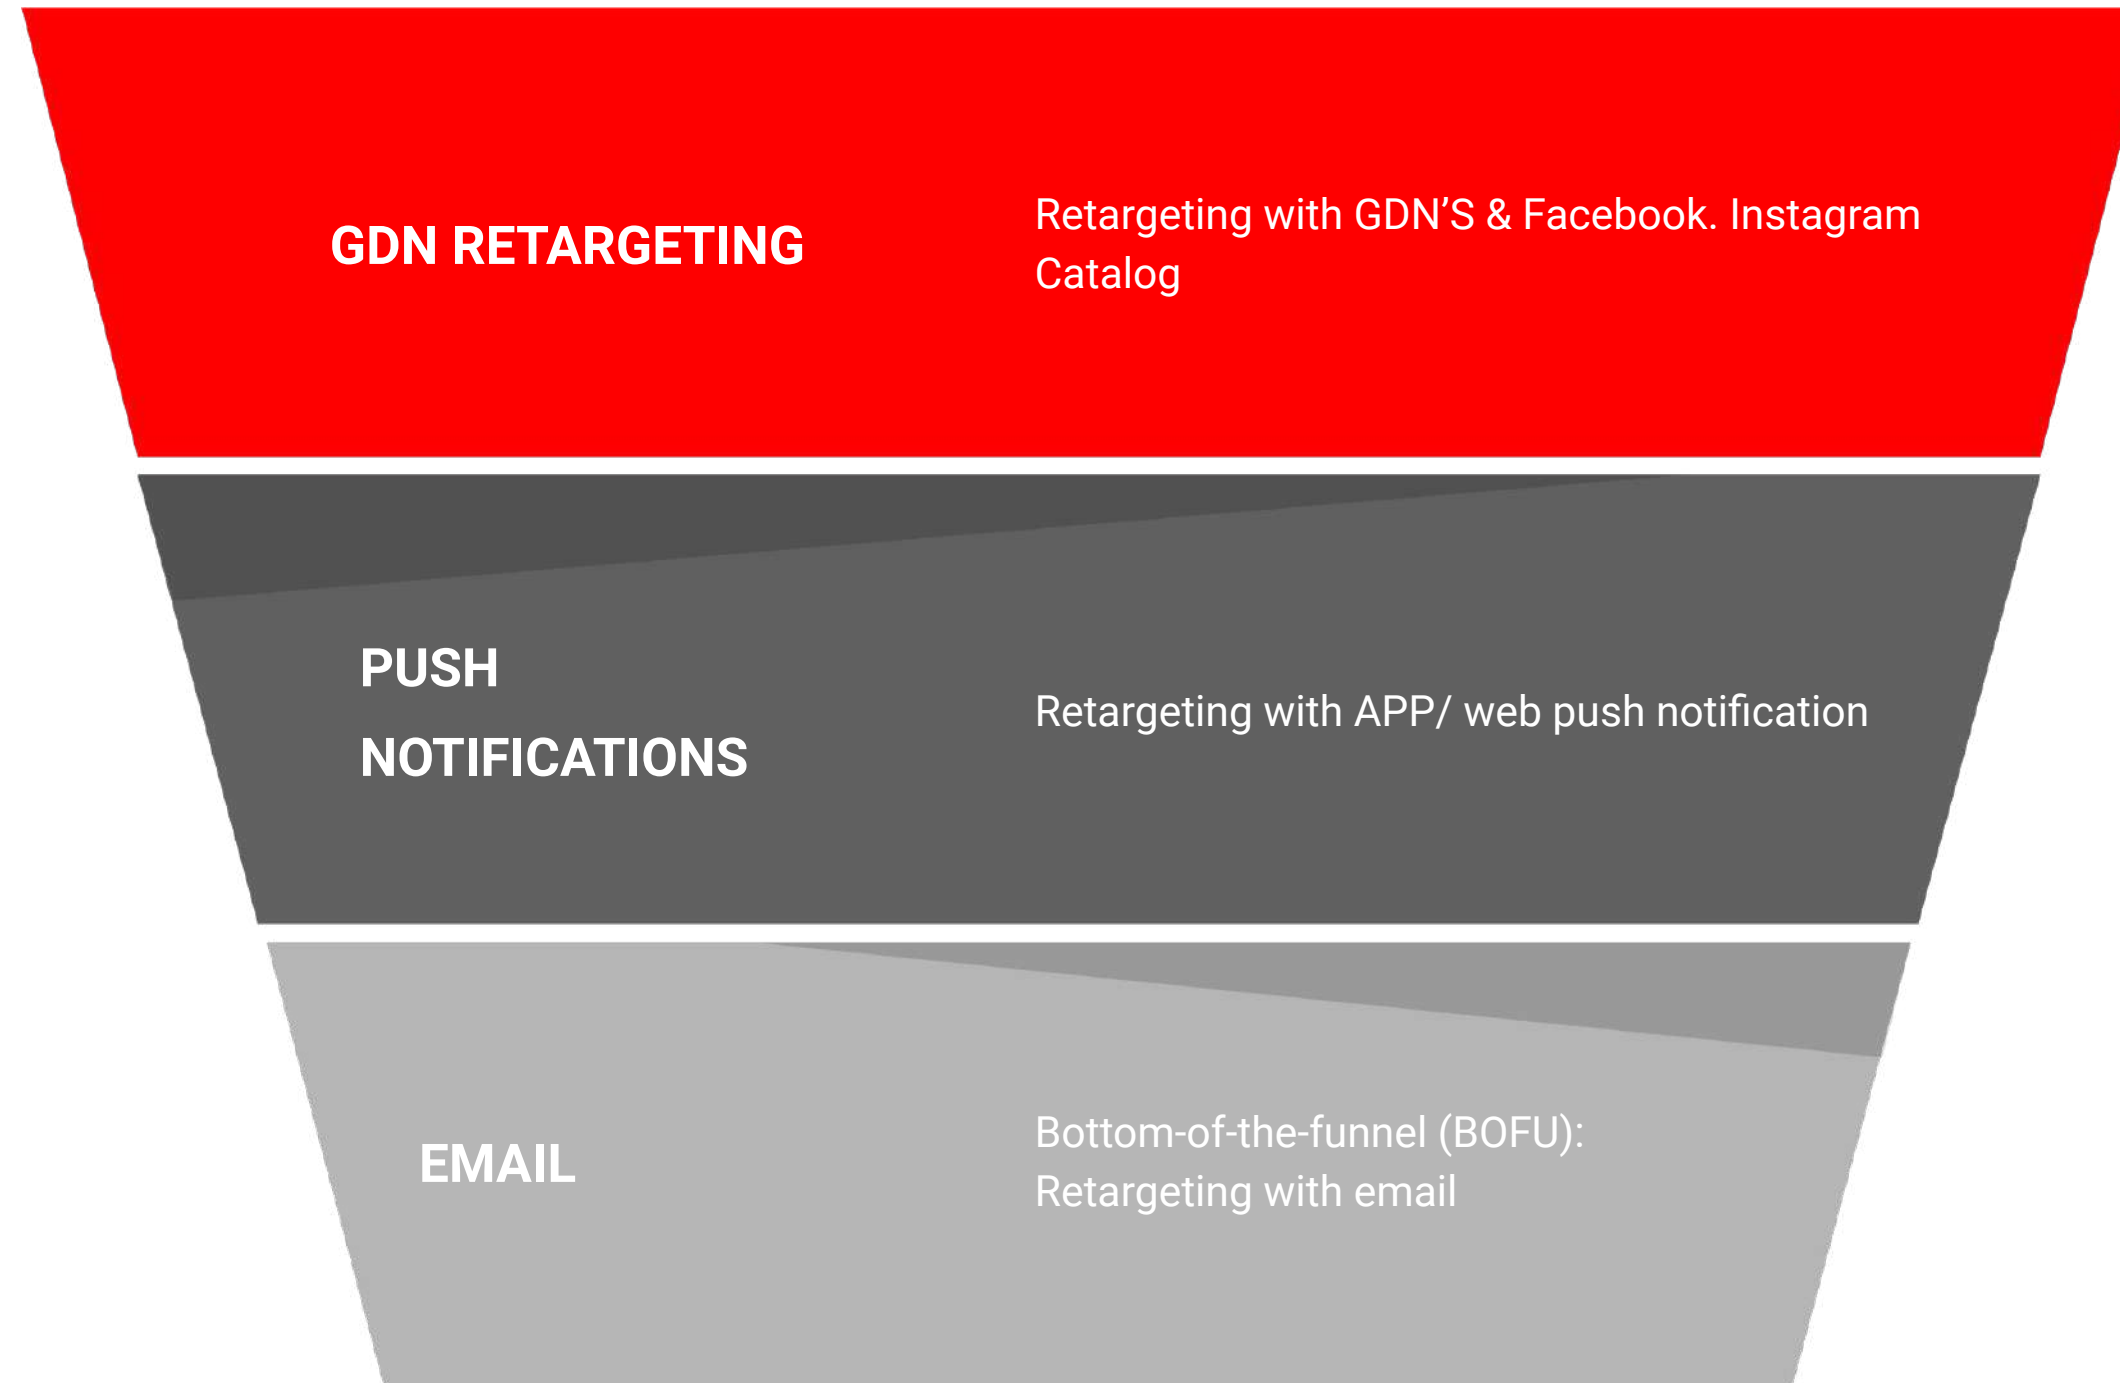 GDN RETARGETING
Retargeting with GDN’S & Facebook. Instagram
Catalog
PUSH
NOTIFICATIONS
Retargeting with APP/ web push notification
EMAIL
Bottom-of-the-funnel (BOFU):
Retargeting with email